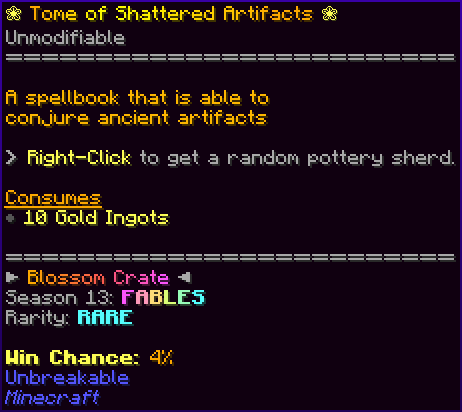 ❀ Tome of Shattered Artifacts ❀
Unmodifiable
A spellbook that is able to
conjure ancient artifacts
> Right-Click to get a random pottery sherd.
Consumes
• 10 Gold Ingots
► Blossom Crate ◄
Season 13: FABLES
Rarity: RARE
Win Chance: 4%
Unbreakable
Minecraft